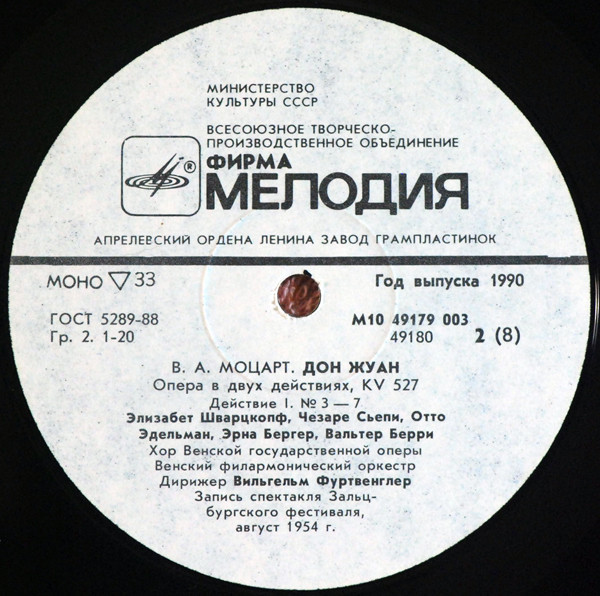 МИНИСТЕРСТВО
КУЛЬТУРЫ СССР
ВСЕСОЮЗНОЕ ТВОРЧЕСКО-
ПРОИЗВОДСТВЕННОЕ ОБЪЕДИНЕНИЕ
ФИРМА
®
МЕЛОДИЯ
АПРЕЛЕВСКИЙ ОРДЕНА ЛЕНИНА ЗАВОД ГРАМПЛАСТИНОК
МОНО ▽ 33
Год выпуска 1990
ГОСТ 5289-88
М10 49179 003
Гр. 2. 1-20
49180 2 (8)
В. А. МОЦАРТ. ДОН ЖУАН
Опера в двух действиях, KV 527
Действие I. № 3 — 7
Элизабет Шварцкопф, Чезаре Сьепи, Отто
Эдельман, Эрна Бергер, Вальтер Берри
Хор Венской государственной оперы
Венский филармонический оркестр
Дирижер Вильгельм Фуртвенглер
Запись спектакля Зальц-
бургского фестиваля,
август 1954 г.